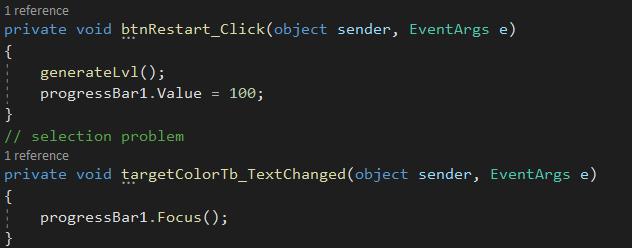 1 reference
private void btnRestart_Click(object sender, EventArgs e)
{
generateLvl();
progressBar1.Value = 100;
}
// selection problem
1 reference
private void targetColorTb_TextChanged(object sender, EventArgs e)
{
progressBar1.Focus();
}